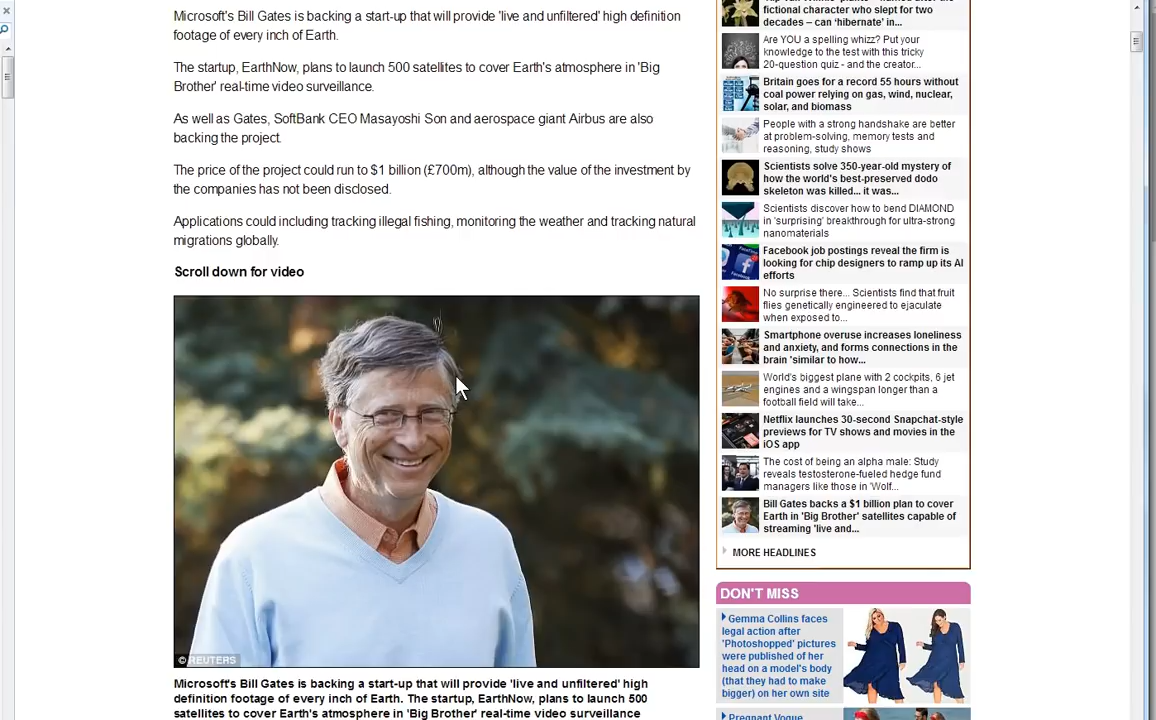 Microsoft's Bill Gates is backing a start-up that will provide 'live and unfiltered' high definition
footage of every inch of Earth.
The startup, EarthNow, plans to launch 500 satellites to cover Earth's atmosphere in 'Big
Brother' real-time video surveillance.
As well as Gates, SoftBank CEO Masayoshi Son and aerospace giant Airbus are also
backing the project.
The price of the project could run to $1 billion (£700m), although the value of the investment by
the companies has not been disclosed.
Applications could including tracking illegal fishing, monitoring the weather and tracking natural
migrations globally.
Scroll down for video
© REUTERS
Microsoft's Bill Gates is backing a start-up that will provide 'live and unfiltered' high
definition footage of every inch of Earth. The startup, EarthNow, plans to launch 500
satellites to cover Earth's atmosphere in 'Big Brother' real-time video surveillance
fictional character who slept for two
decades – can 'hibernate' in...
Are YOU a spelling whizz? Put your
knowledge to the test with this tricky
20-question quiz - and the creator...
Britain goes for a record 55 hours without
coal power relying on gas, wind, nuclear,
solar, and biomass
People with a strong handshake are better
at problem-solving, memory tests and
reasoning, study shows
Scientists solve 350-year-old mystery of
how the world's best-preserved dodo
skeleton was killed... it was...
Scientists discover how to bend DIAMOND
in 'surprising' breakthrough for ultra-strong
nanomaterials
Facebook job postings reveal the firm is
looking for chip designers to ramp up its AI
efforts
No surprise there... Scientists find that fruit
flies genetically engineered to ejaculate
when exposed to...
Smartphone overuse increases loneliness
and anxiety, and forms connections in the
brain 'similar to how...
World's biggest plane with 2 cockpits, 6 jet
engines and a wingspan longer than a
football field will take...
Netflix launches 30-second Snapchat-style
previews for TV shows and movies in the
iOS app
The cost of being an alpha male: Study
reveals testosterone-fueled hedge fund
managers like those in 'Wolf...
Bill Gates backs a $1 billion plan to cover
Earth in 'Big Brother' satellites capable of
streaming 'live and...
MORE HEADLINES
DON'T MISS
Gemma Collins faces
legal action after
'Photoshopped' pictures
were published of her
head on a model's body
(that they had to make
bigger) on her own site
Pregnant Vogue